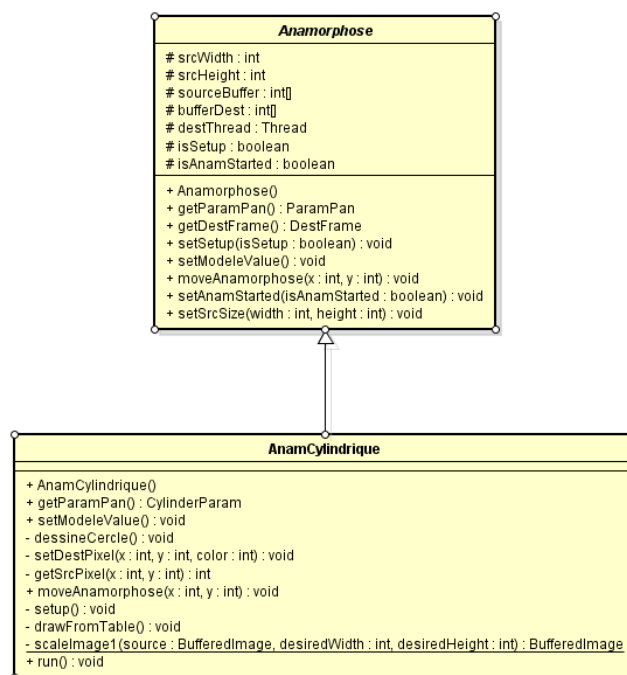 Anamorphose
# srcWidth : int
# srcHeight : int
# sourceBuffer : int[]
# bufferDest : int[]
# destThread : Thread
# isSetup : boolean
# isAnamStarted : boolean
+ Anamorphose()
+ getParamPan() : ParamPan
+ getDestFrame() : DestFrame
+ setSetup(isSetup : boolean) : void
+ setModeleValue() : void
+ moveAnamorphose(x : int, y : int) : void
+ setAnamStarted(isAnamStarted : boolean) : void
+ setSrcSize(width : int, height : int) : void
AnamCylindrique
+ AnamCylindrique()
+ getParamPan() : CylinderParam
+ setModeleValue() : void
- dessineCercle() : void
- setDestPixel(x : int, y : int, color : int) : void
- getSrcPixel(x : int, y : int) : int
+ moveAnamorphose(x : int, y : int) : void
- setup() : void
- drawFromTable() : void
- scaleImage1(source : BufferedImage, desiredWidth : int, desiredHeight : int) : BufferedImage
+ run() : void